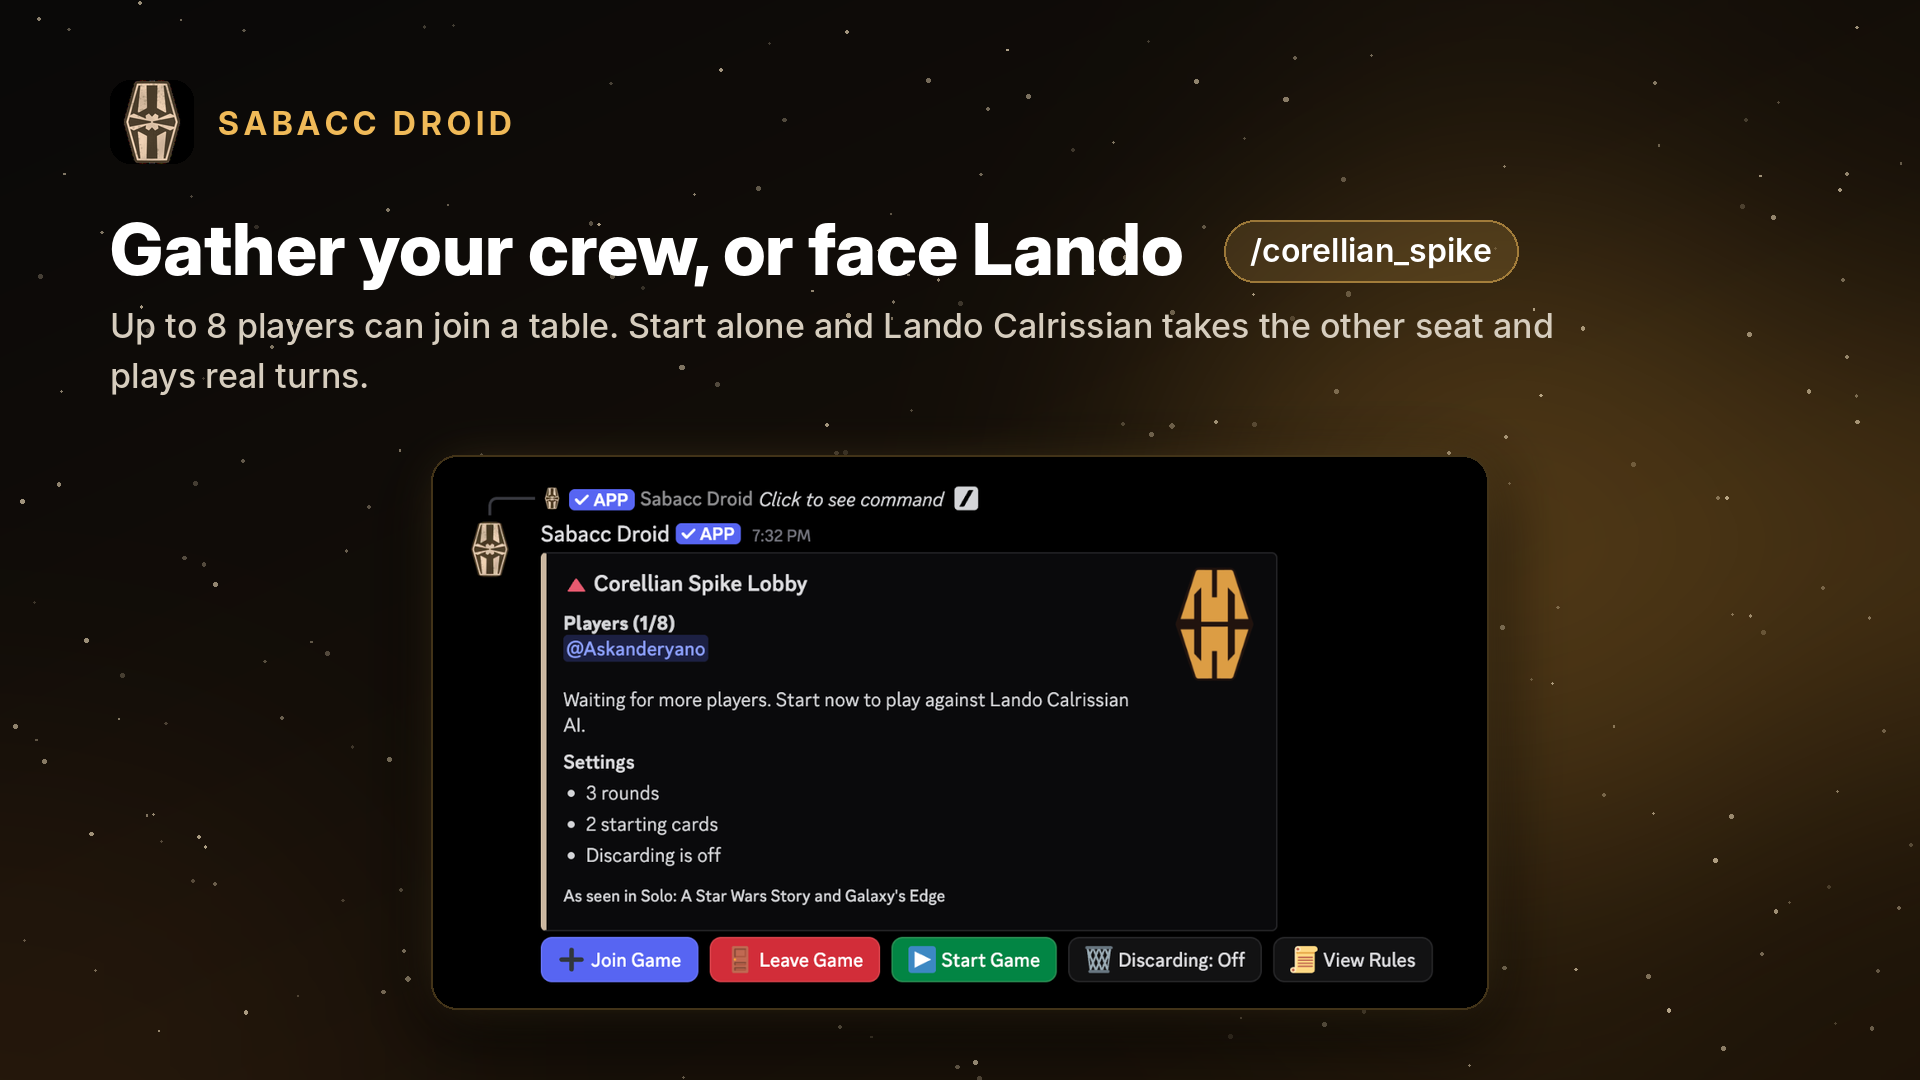 SABACC DROID
Gather your crew, or face Lando
/corellian_spike
Up to 8 players can join a table. Start alone and Lando Calrissian takes the other seat and
plays real turns.
APP Sabacc Droid Click to see command
Sabacc Droid APP 7:32 PM
Corellian Spike Lobby
Players (1/8)
@Askanderyano
Waiting for more players. Start now to play against Lando Calrissian
AI.
Settings
• 3 rounds
• 2 starting cards
• Discarding is off
As seen in Solo: A Star Wars Story and Galaxy's Edge
Join Game
Leave Game
Start Game
Discarding: Off
View Rules